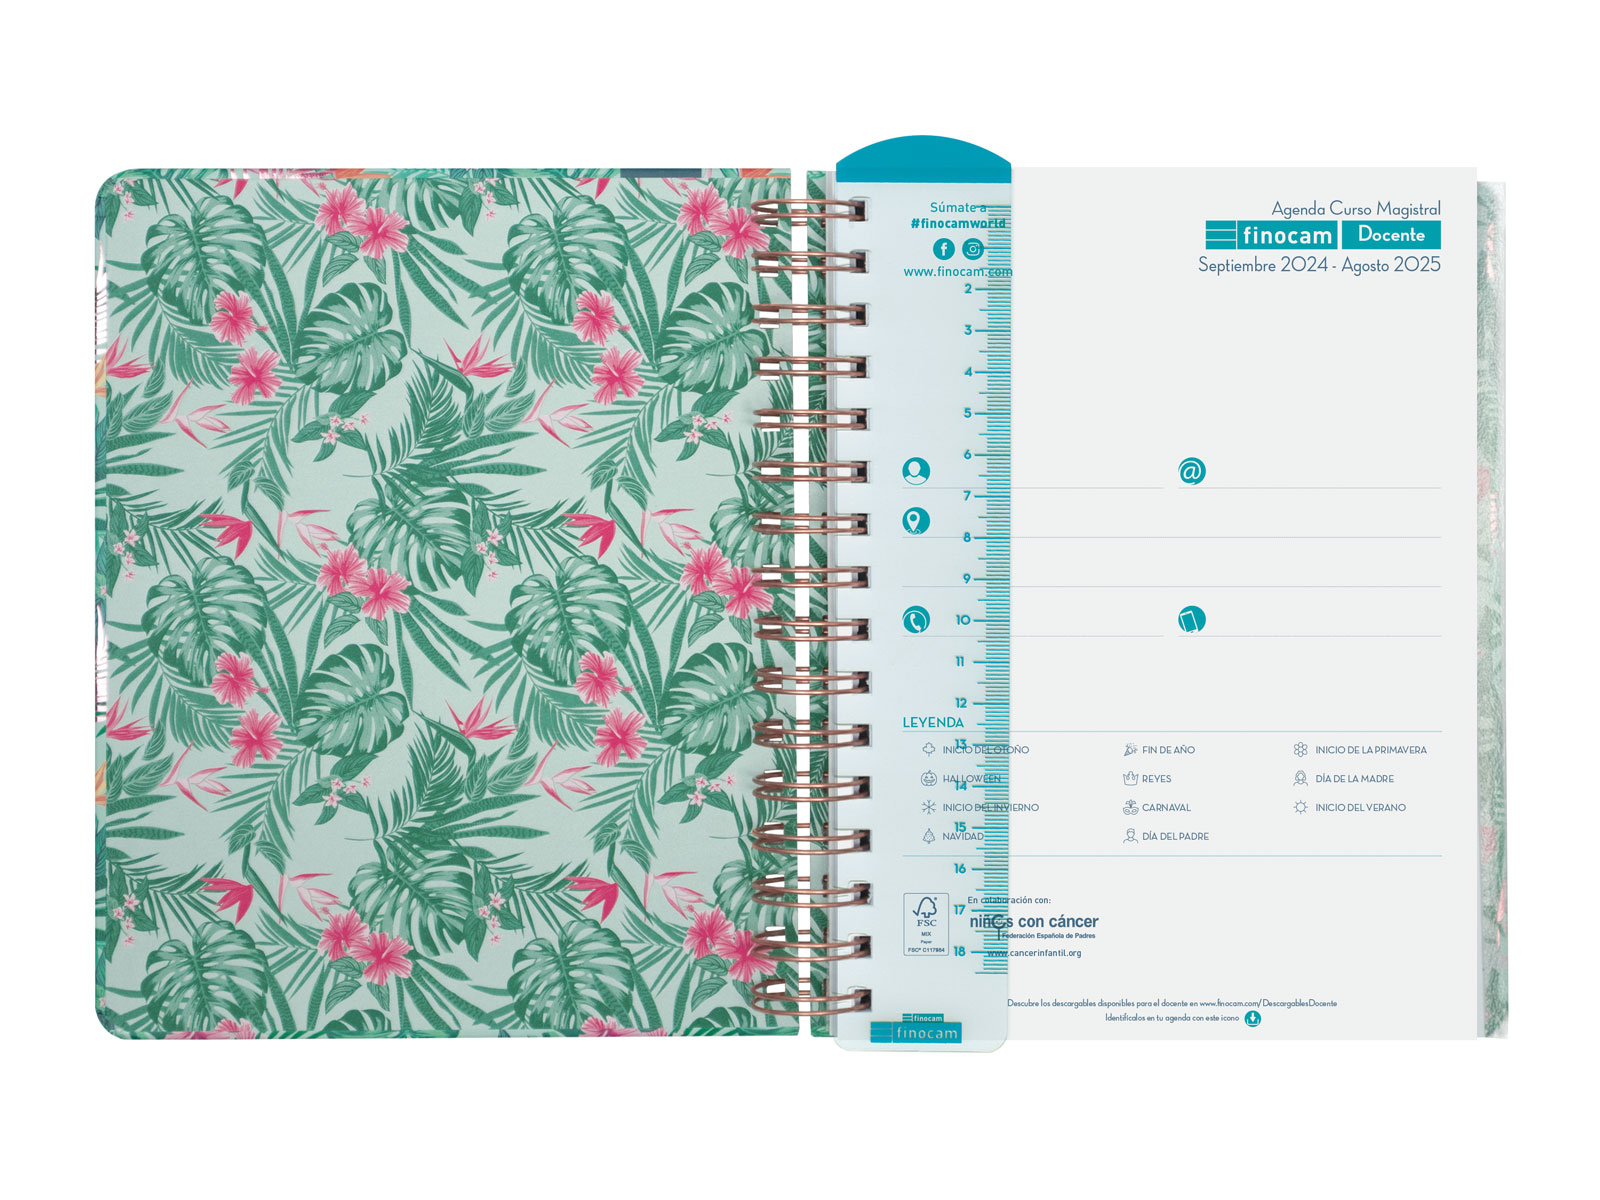 Súmate a
#finocamworld
www.finocam.com
Agenda Curso Magistral
finocam Docente
Septiembre 2024 - Agosto 2025
2
3
4
5
6
7
8
9
10
11
12
13
14
15
16
17
18
@
LEYENDA
INICIO DEL OTOÑO
FIN DE AÑO
INICIO DE LA PRIMAVERA
HALLOWEEN
REYES
DÍA DE LA MADRE
INICIO DEL INVIERNO
CARNAVAL
INICIO DEL VERANO
NAVIDAD
DÍA DEL PADRE
FSC
MIX
Paper
FSC® C117984
En colaboración con:
niños con cáncer
Federación Española de Padres
www.cancerinfantil.org
Descubre los descargables disponibles para el docente en www.finocam.com/DescargablesDocente
Identifícalos en tu agenda con este icono
finocam
finocam